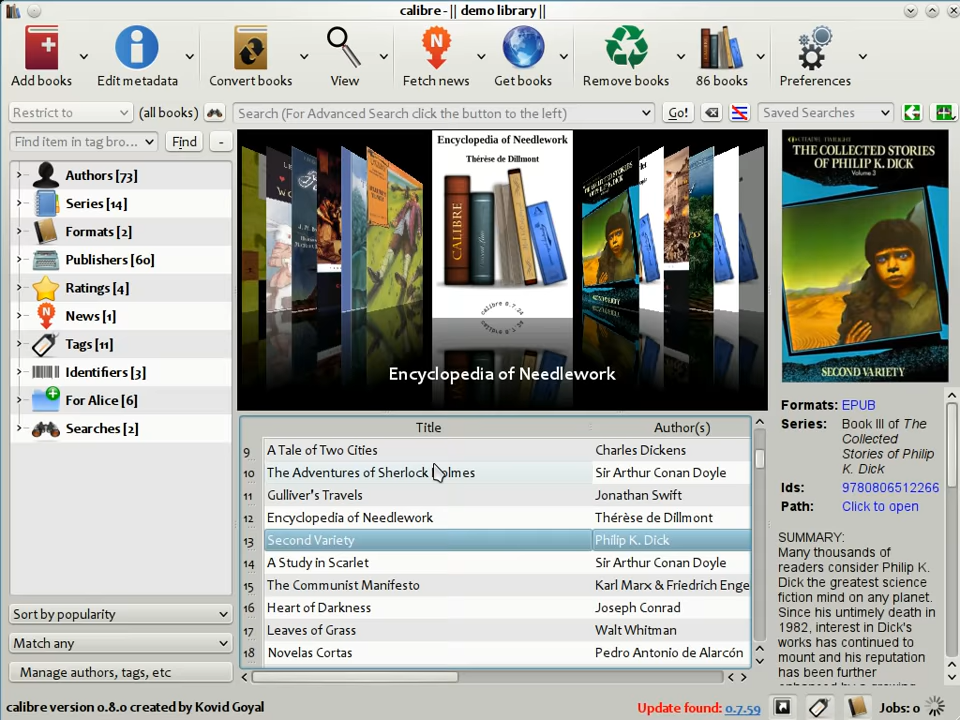 calibre - || demo library ||
Add books
Edit metadata
Convert books
View
Fetch news
Get books
Remove books
86 books
Preferences
Restrict to
(all books)
Search (For Advanced Search click the button to the left)
Go!
Saved Searches
Find item in tag bro...
Find
-
Authors [73]
Series [14]
Formats [2]
Publishers [60]
Ratings [4]
News [1]
Tags [11]
Identifiers [3]
For Alice [6]
Searches [2]
Sort by popularity
Match any
Manage authors, tags, etc
Encyclopedia of Needlework
Thérèse de Dillmont
CALIBRE
calibre 0.7.24
Encyclopedia of Needlework
Title Author(s)
9 A Tale of Two Cities Charles Dickens
10 The Adventures of Sherlock Holmes Sir Arthur Conan Doyle
11 Gulliver's Travels Jonathan Swift
12 Encyclopedia of Needlework Thérèse de Dillmont
13 Second Variety Philip K. Dick
14 A Study in Scarlet Sir Arthur Conan Doyle
15 The Communist Manifesto Karl Marx & Friedrich Enge
16 Heart of Darkness Joseph Conrad
17 Leaves of Grass Walt Whitman
18 Novelas Cortas Pedro Antonio de Alarcón
THE COLLECTED STORIES
OF PHILIP K. DICK
Volume 3
SECOND VARIETY
Formats: EPUB
Series: Book III of The
Collected
Stories of Philip
K. Dick
Ids: 9780806512266
Path: Click to open
SUMMARY:
Many thousands of
readers consider Philip K.
Dick the greatest science
fiction mind on any planet.
Since his untimely death in
1982, interest in Dick's
works has continued to
mount and his reputation
has been further
calibre version 0.8.0 created by Kovid Goyal
Update found: 0.7.59
Jobs: 0